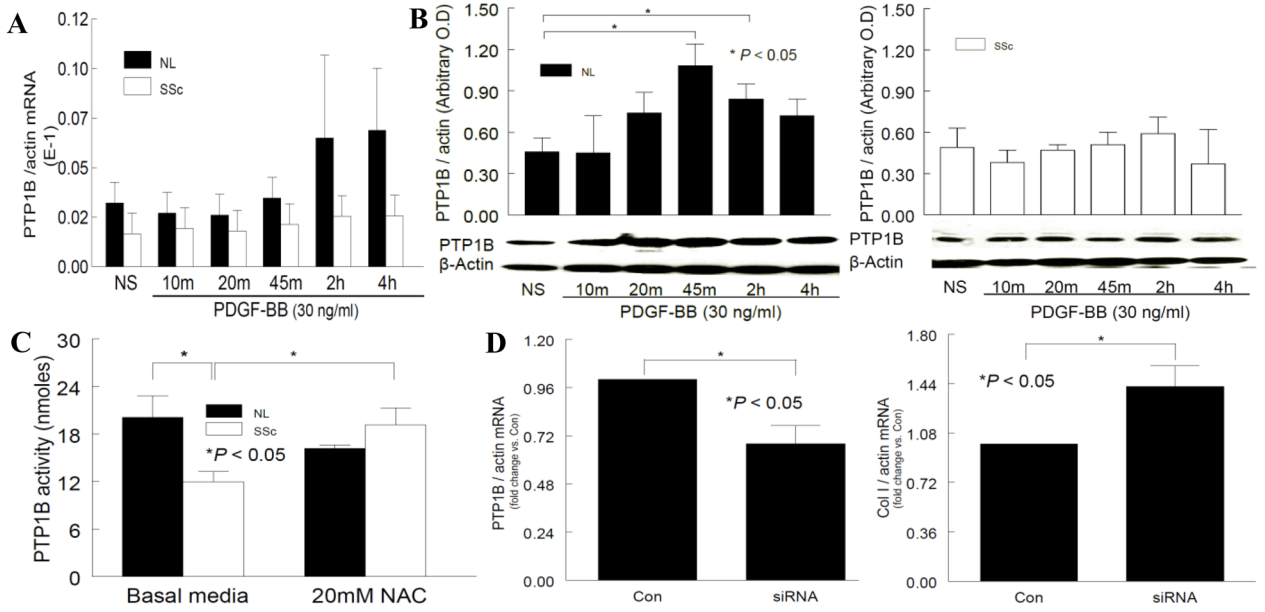 A
PTP1B /actin mRNA
(E-1)
0.12
0.10
0.07
0.05
0.02
0.00
NL
SSc
NS 10m 20m 45m 2h 4h
PDGF-BB (30 ng/ml)
B
PTP1B / actin (Arbitrary O.D)
1.50
1.20
0.90
0.60
0.30
0.00
*
*
* P < 0.05
NL
PTP1B
β-Actin
NS 10m 20m 45m 2h 4h
PDGF-BB (30 ng/ml)
PTP1B / actin (Arbitrary O.D)
1.50
1.20
0.90
0.60
0.30
0.00
SSc
PTP1B
β-Actin
NS 10m 20m 45m 2h 4h
PDGF-BB (30 ng/ml)
C
PTP1B activity (nmoles)
30
24
18
12
6
0
* *
NL
SSc
*P < 0.05
Basal media 20mM NAC
D
PTP1B / actin mRNA
(fold change vs. Con)
1.20
0.96
0.72
0.48
0.24
0.00
*
*P < 0.05
Con siRNA
Col I / actin mRNA
(fold change vs. Con)
1.80
1.44
1.08
0.72
0.36
0.00
*
*P < 0.05
Con siRNA